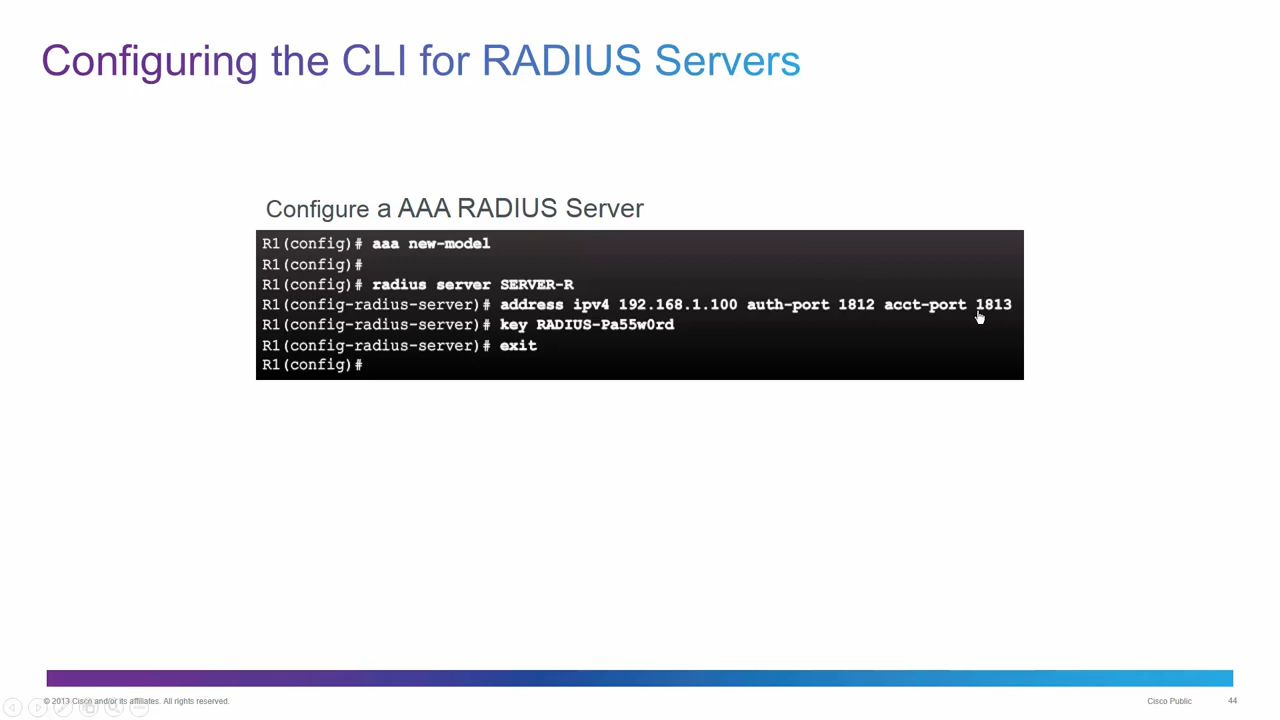 Configuring the CLI for RADIUS Servers
Configure a AAA RADIUS Server
R1(config)# aaa new-model
R1(config)#
R1(config)# radius server SERVER-R
R1(config-radius-server)# address ipv4 192.168.1.100 auth-port 1812 acct-port 1813
R1(config-radius-server)# key RADIUS-Pa55w0rd
R1(config-radius-server)# exit
R1(config)#
© 2013 Cisco and/or its affiliates. All rights reserved.
Cisco Public
44